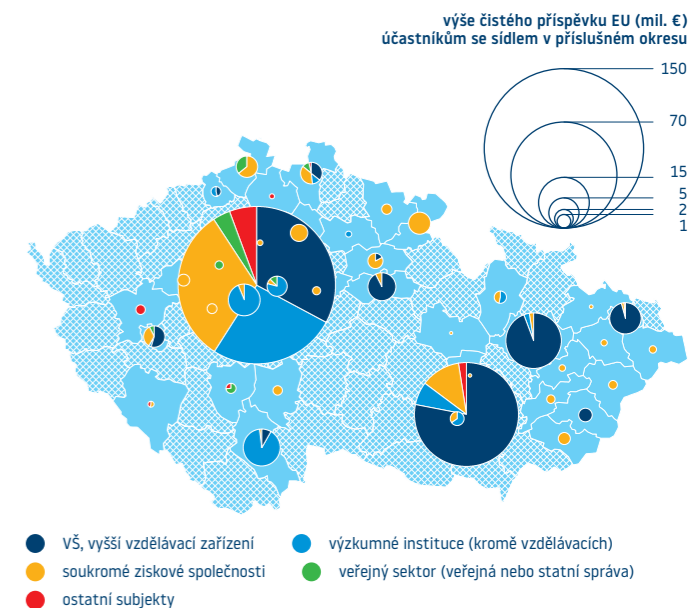 výše čistého příspěvku EU (mil. €)
účastníkům se sídlem v příslušném okresu
150
70
15
5
2
1
VŠ, vyšší vzdělávací zařízení
výzkumné instituce (kromě vzdělávacích)
soukromé ziskové společnosti
veřejný sektor (veřejná nebo statní správa)
ostatní subjekty